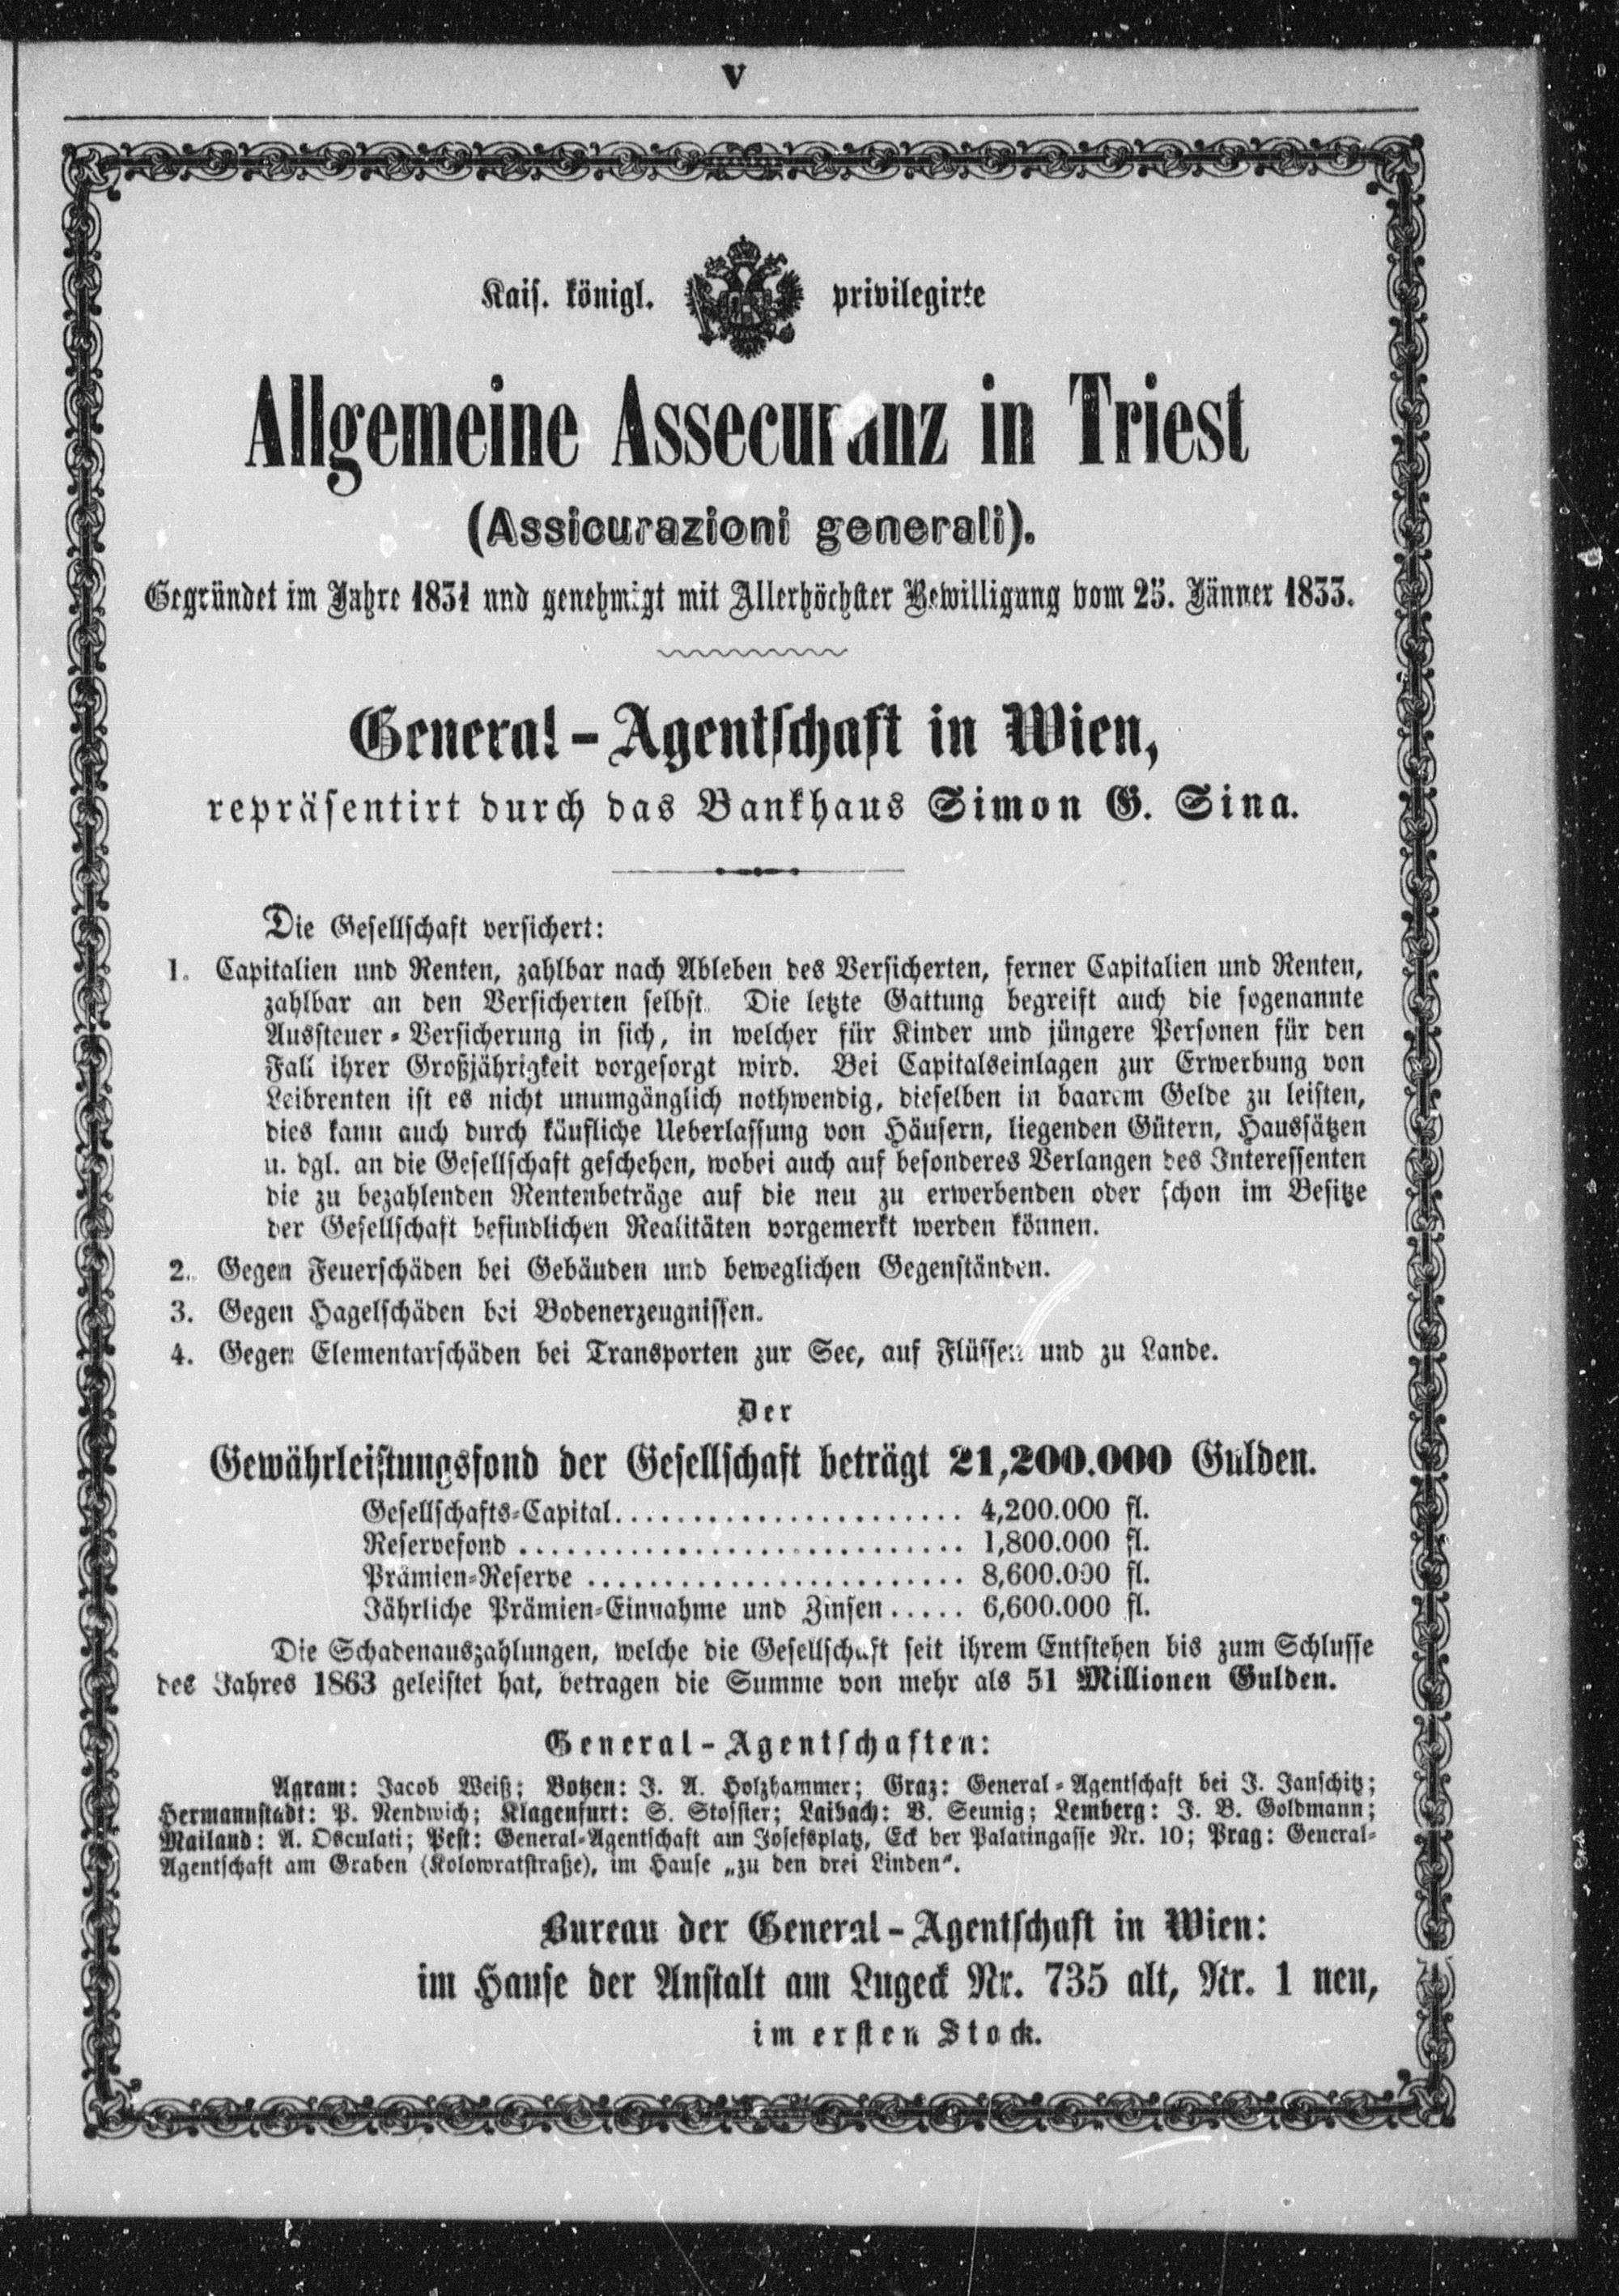 V
Kais. königl. privilegirte
Allgemeine Assecuranz in Triest
(Assicurazioni generali).
Gegründet im Jahre 1831 und genehmigt mit Allerhöchster Bewilligung vom 25. Jänner 1833.
General-Agentschaft in Wien,
repräsentirt durch das Bankhaus Simon G. Sina.
Die Gesellschaft versichert:
1. Capitalien und Renten, zahlbar nach Ableben des Versicherten, ferner Capitalien und Renten,
zahlbar an den Versicherten selbst. Die letzte Gattung begreift auch die sogenannte
Aussteuer-Versicherung in sich, in welcher für Kinder und jüngere Personen für den
Fall ihrer Großjährigkeit vorgesorgt wird. Bei Capitalseinlagen zur Erwerbung von
Leibrenten ist es nicht unumgänglich nothwendig, dieselben in baarem Gelde zu leisten,
dies kann auch durch käufliche Ueberlassung von Häusern, liegenden Gütern, Haussätzen
u. dgl. an die Gesellschaft geschehen, wobei auch auf besonderes Verlangen des Interessenten
die zu bezahlenden Rentenbeträge auf die neu zu erwerbenden oder schon im Besitze
der Gesellschaft befindlichen Realitäten vorgemerkt werden können.
2. Gegen Feuerschäden bei Gebäuden und beweglichen Gegenständen.
3. Gegen Hagelschäden bei Bodenerzeugnissen.
4. Gegen Elementarschäden bei Transporten zur See, auf Flüssen und zu Lande.
Der
Gewährleistungsfond der Gesellschaft beträgt 21,200.000 Gulden.
Gesellschafts-Capital...................... 4,200.000 fl.
Reservefond ............................ 1,800.000 fl.
Prämien-Reserve ........................ 8,600.000 fl.
Jährliche Prämien-Einnahme und Zinsen..... 6,600.000 fl.
Die Schadenauszahlungen, welche die Gesellschaft seit ihrem Entstehen bis zum Schlusse
des Jahres 1863 geleistet hat, betragen die Summe von mehr als 51 Millionen Gulden.
General-Agentschaften:
Agram: Jacob Weiß; Botzen: J. A. Holzhammer; Graz: General-Agentschaft bei J. Janschitz;
Hermannstadt: P. Nendwich; Klagenfurt: S. Stossier; Laibach: V. Seunig; Lemberg: J. B. Goldmann;
Mailand: A. Osculati; Pest: General-Agentschaft am Josefsplatz, Eck der Palatingasse Nr. 10; Prag: General-
Agentschaft am Graben (Kolowratstraße), im Hause „zu den drei Linden".
Bureau der General-Agentschaft in Wien:
im Hause der Anstalt am Lugeck Nr. 735 alt, Nr. 1 neu,
im ersten Stock.